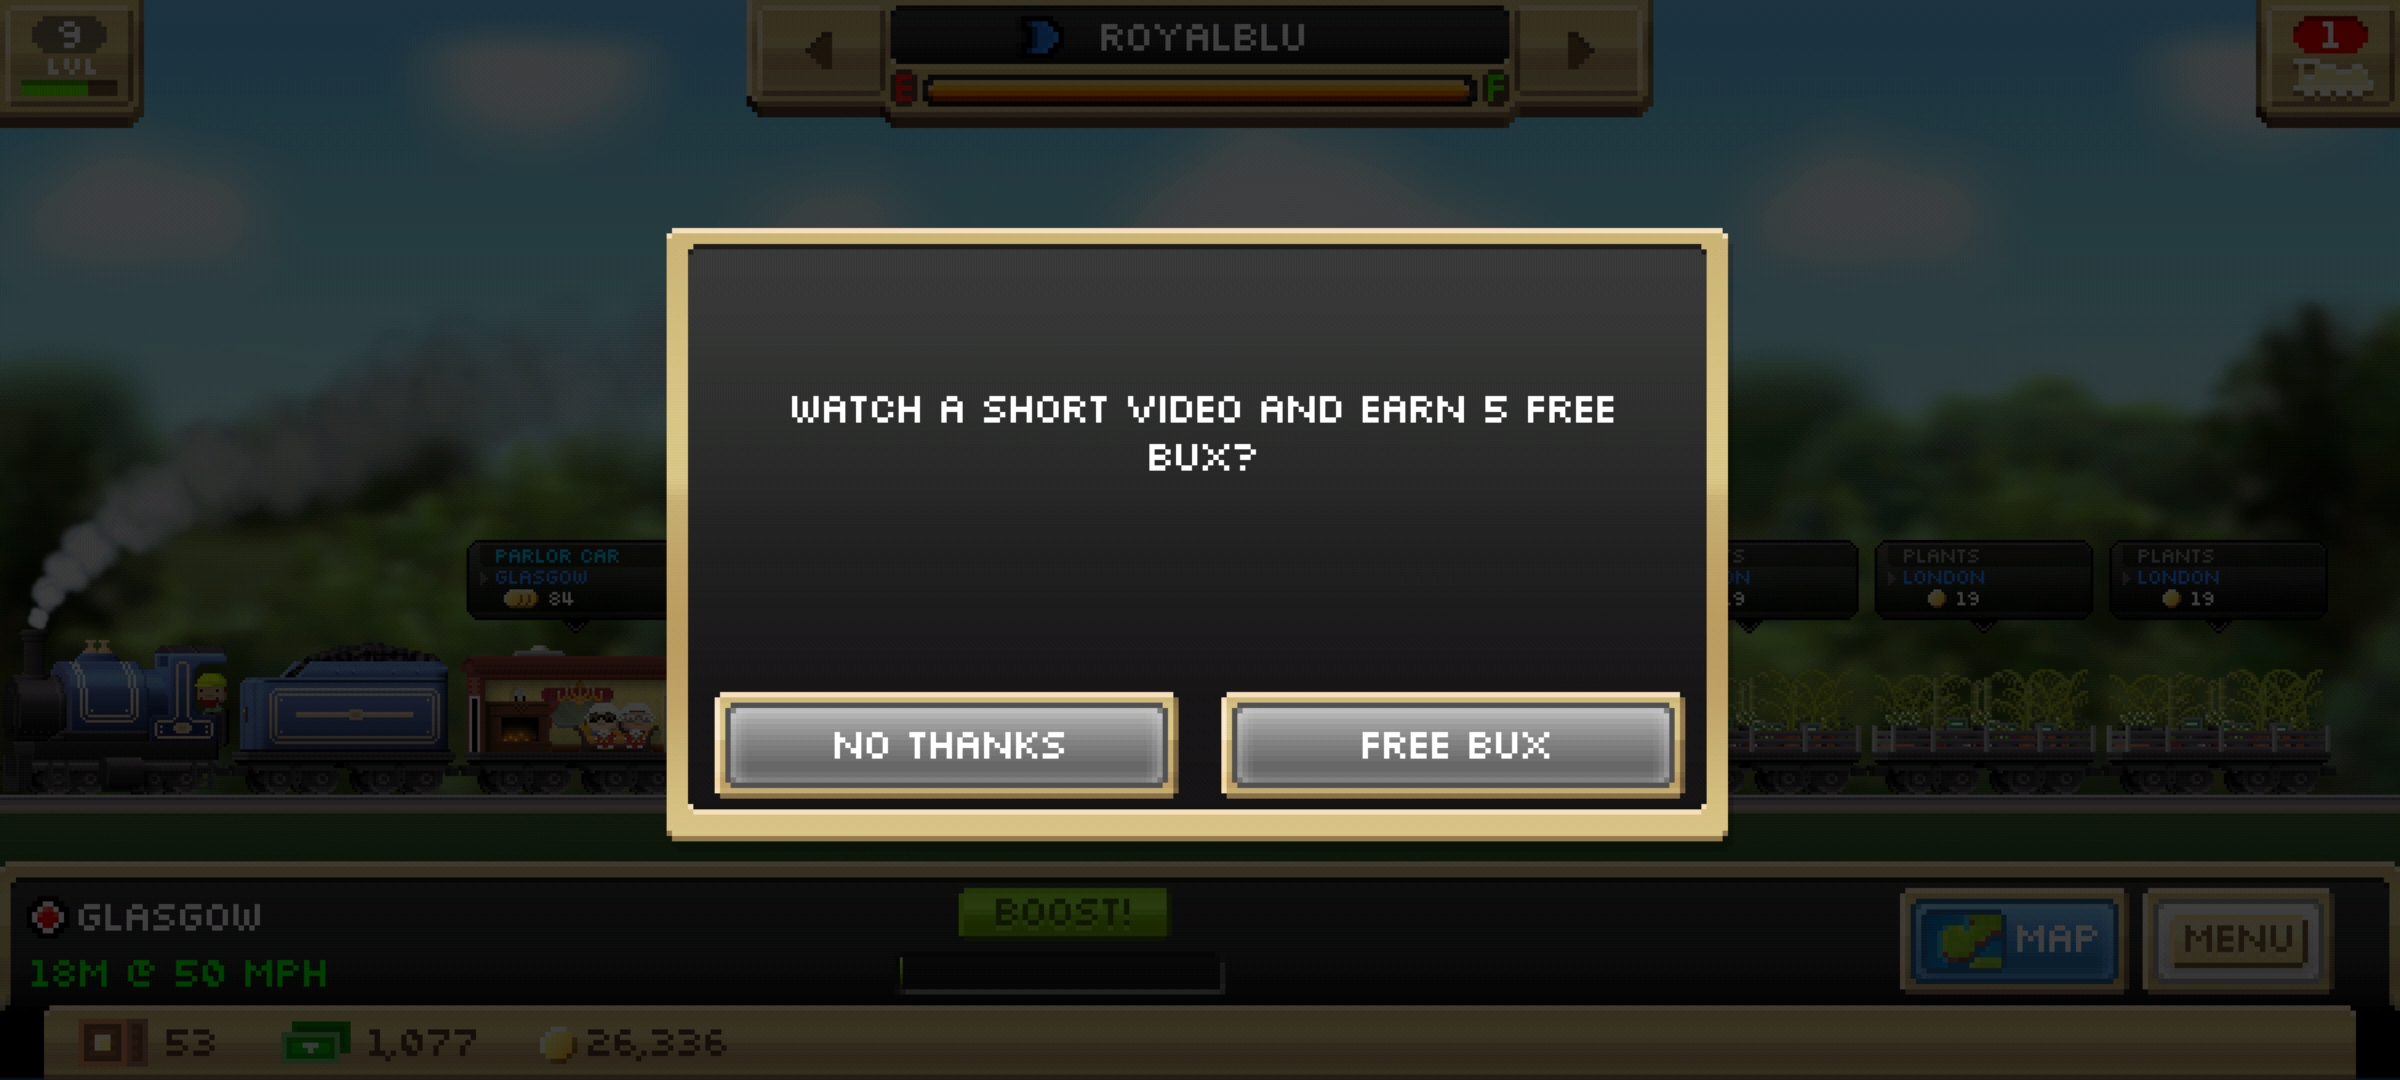 9
LVL
ROYALBLU
E
F
1
WATCH A SHORT VIDEO AND EARN 5 FREE
BUX?
NO THANKS
FREE BUX
PARLOR CAR
GLASGOW
84
19
PLANTS
LONDON
19
PLANTS
LONDON
19
GLASGOW
18M @ 50 MPH
BOOST!
MAP
MENU
53
1,077
26,336